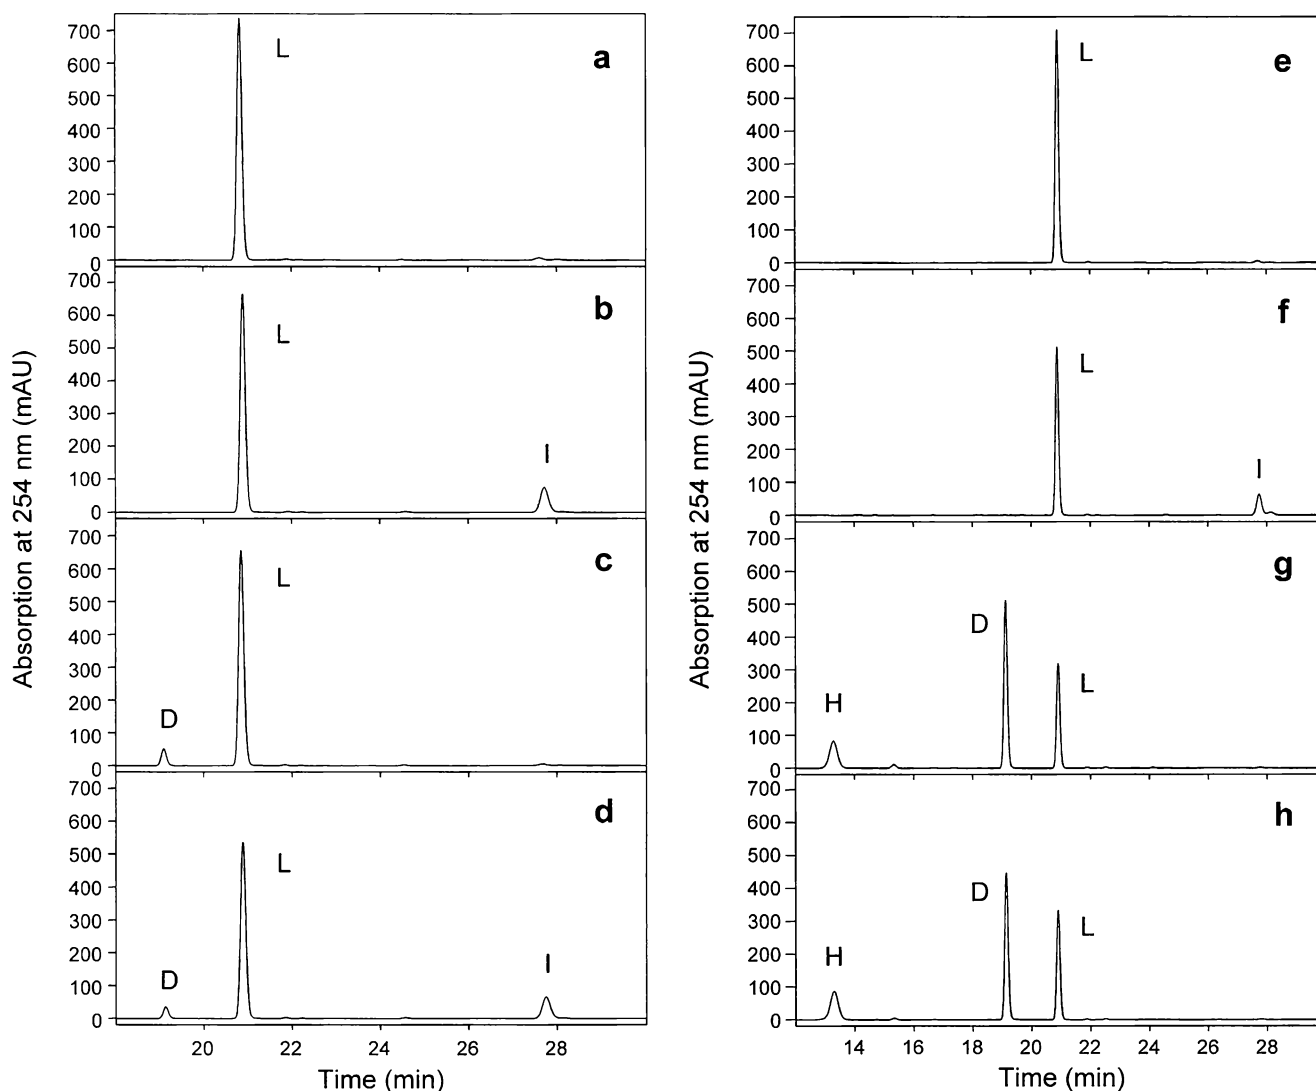 Absorption at 254 nm (mAU)
700
600
500
400
300
200
100
0
L
a
700
600
500
400
300
200
100
0
L
I
b
700
600
500
400
300
200
100
0
D
L
c
700
600
500
400
300
200
100
0
D
L
I
d
20 22 24 26 28
Time (min)
Absorption at 254 nm (mAU)
700
600
500
400
300
200
100
0
L
e
700
600
500
400
300
200
100
0
L
I
f
700
600
500
400
300
200
100
0
H
D
L
g
700
600
500
400
300
200
100
0
H
D
L
h
14 16 18 20 22 24 26 28
Time (min)